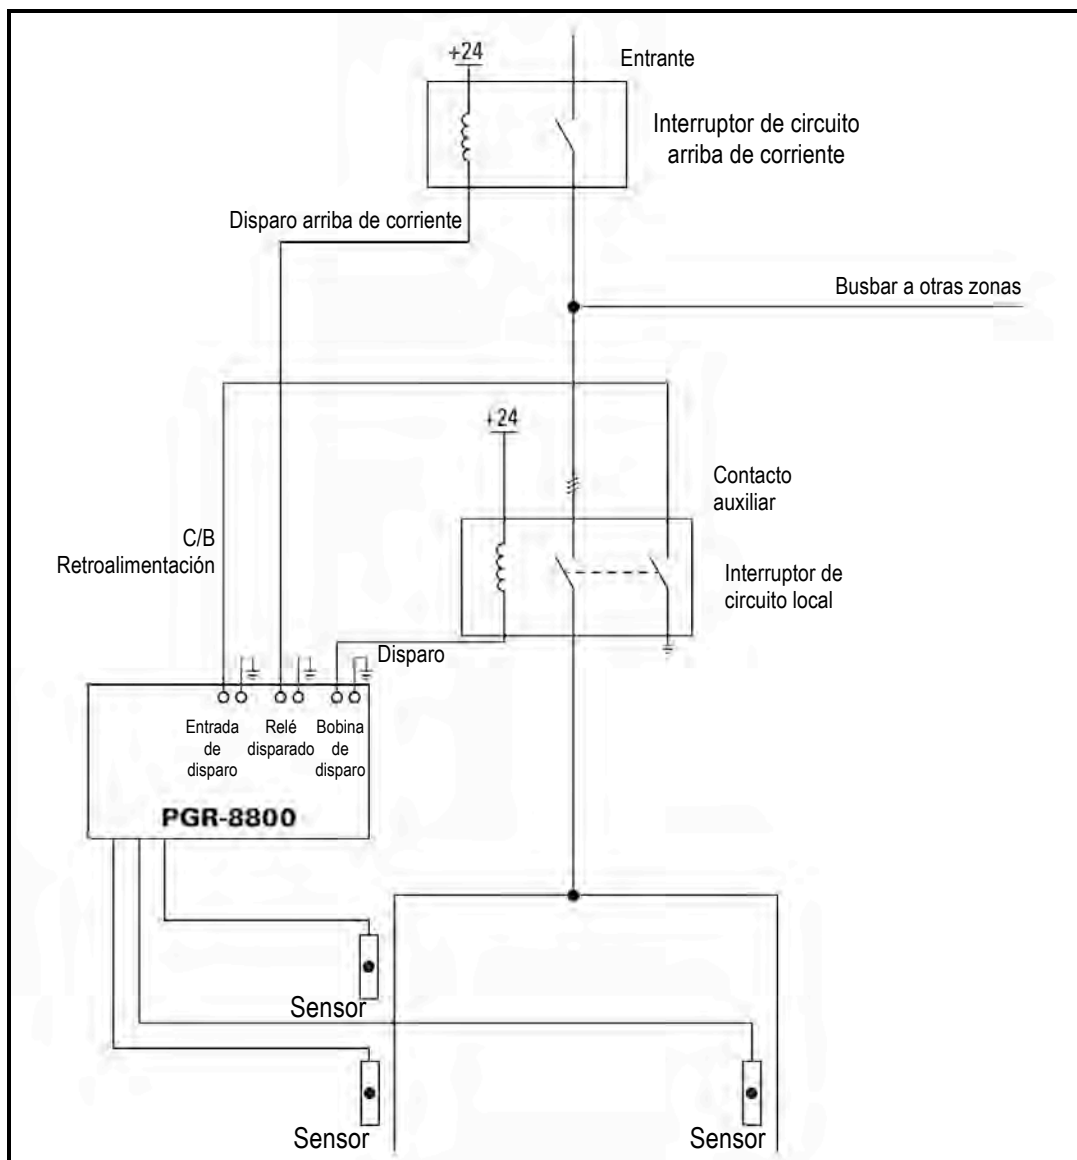 +24
Entrante
Interruptor de circuito
arriba de corriente
Disparo arriba de corriente
Busbar a otras zonas
+24
Contacto
auxiliar
C/B
Retroalimentación
Interruptor de
circuito local
Disparo
Entrada
de
disparo
Relé
disparado
Bobina
de
disparo
PGR-8800
Sensor
Sensor
Sensor